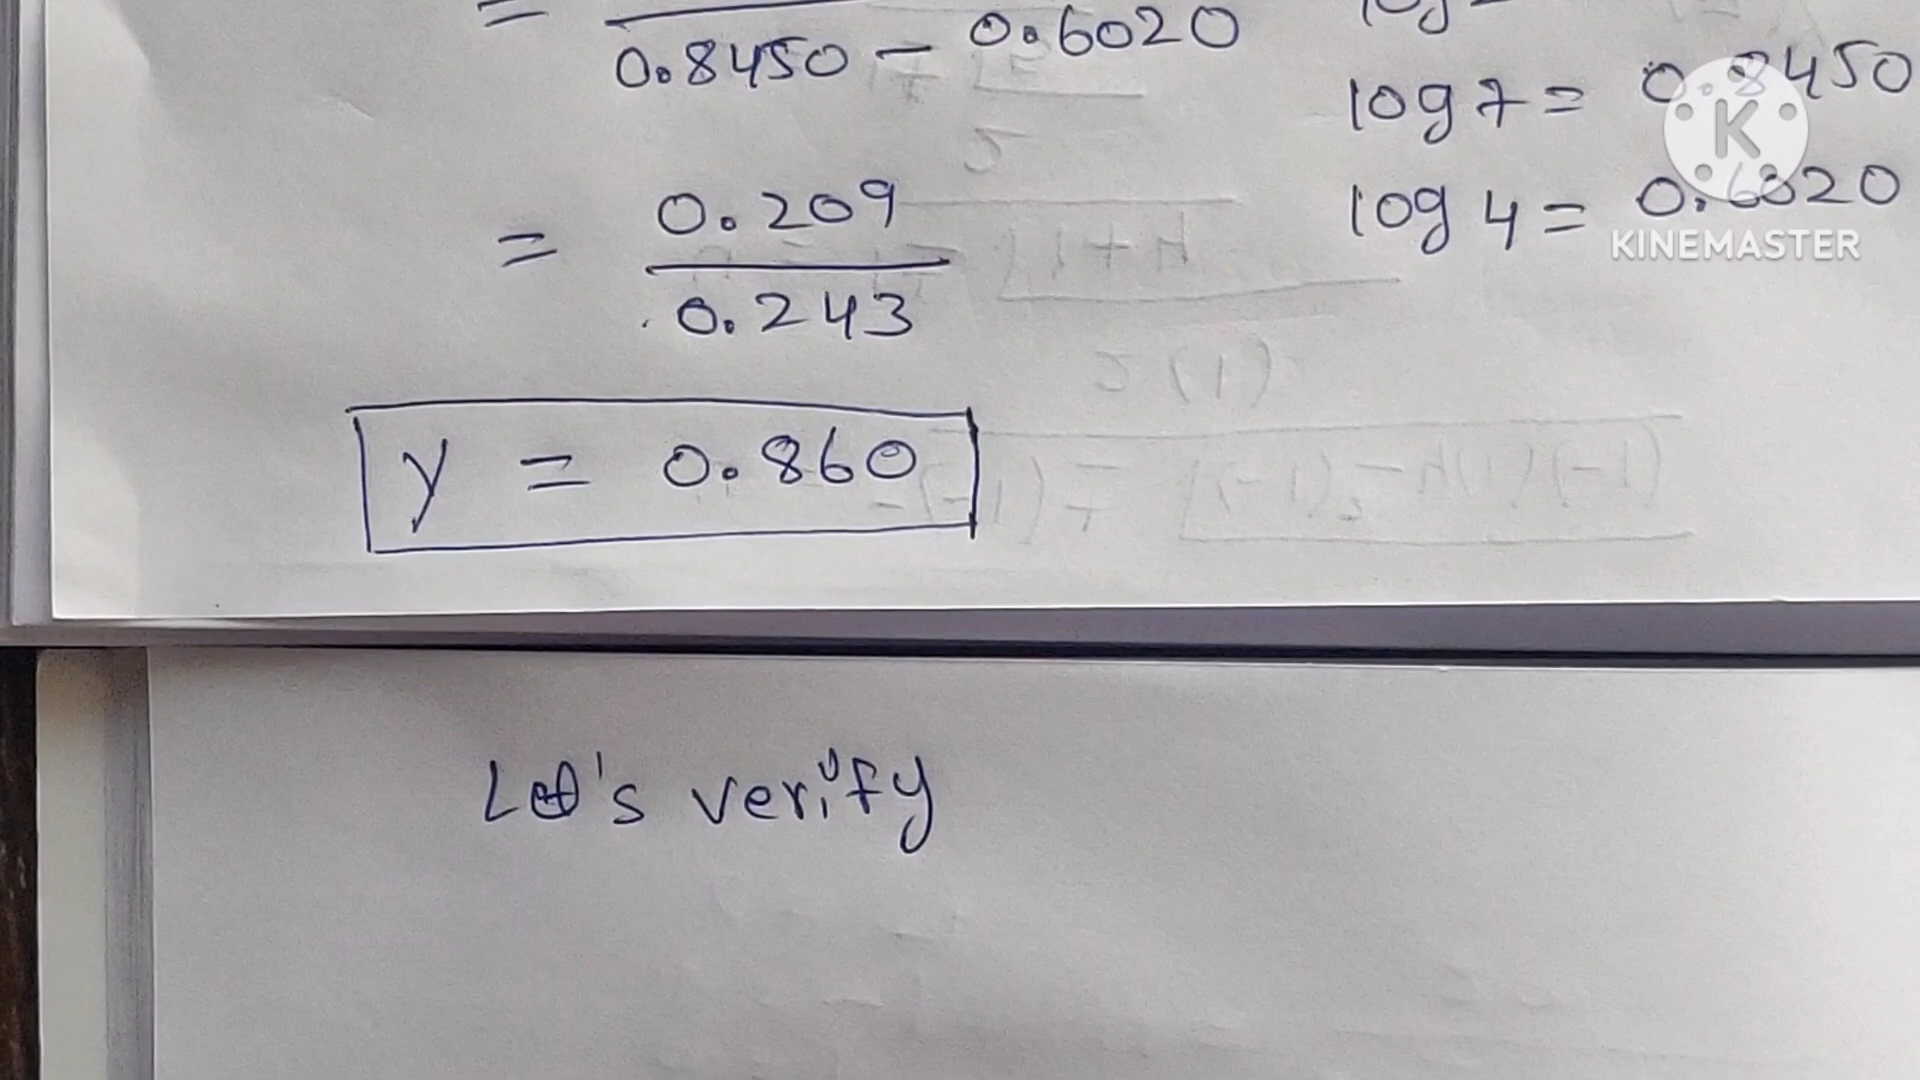 =
0.8450 - 0.6020
log 7 = 0.8450
log 4 = 0.6020
KINEMASTER
= 0.209
0.243
y = 0.860
Let's verify